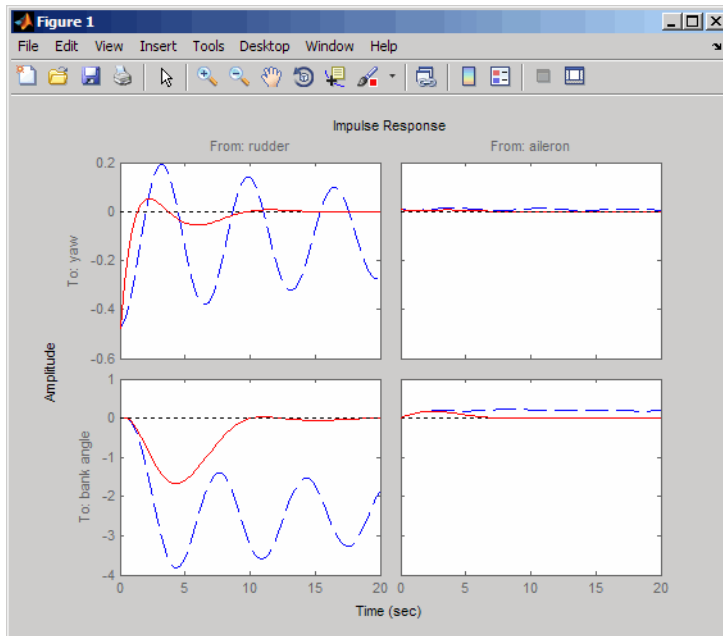 Figure 1
File Edit View Insert Tools Desktop Window Help
Impulse Response
From: rudder From: aileron
0.2
0
-0.2
-0.4
-0.6
To: yaw
Amplitude
1
0
-1
-2
-3
-4
To: bank angle
0 5 10 15 20 0 5 10 15 20
Time (sec)